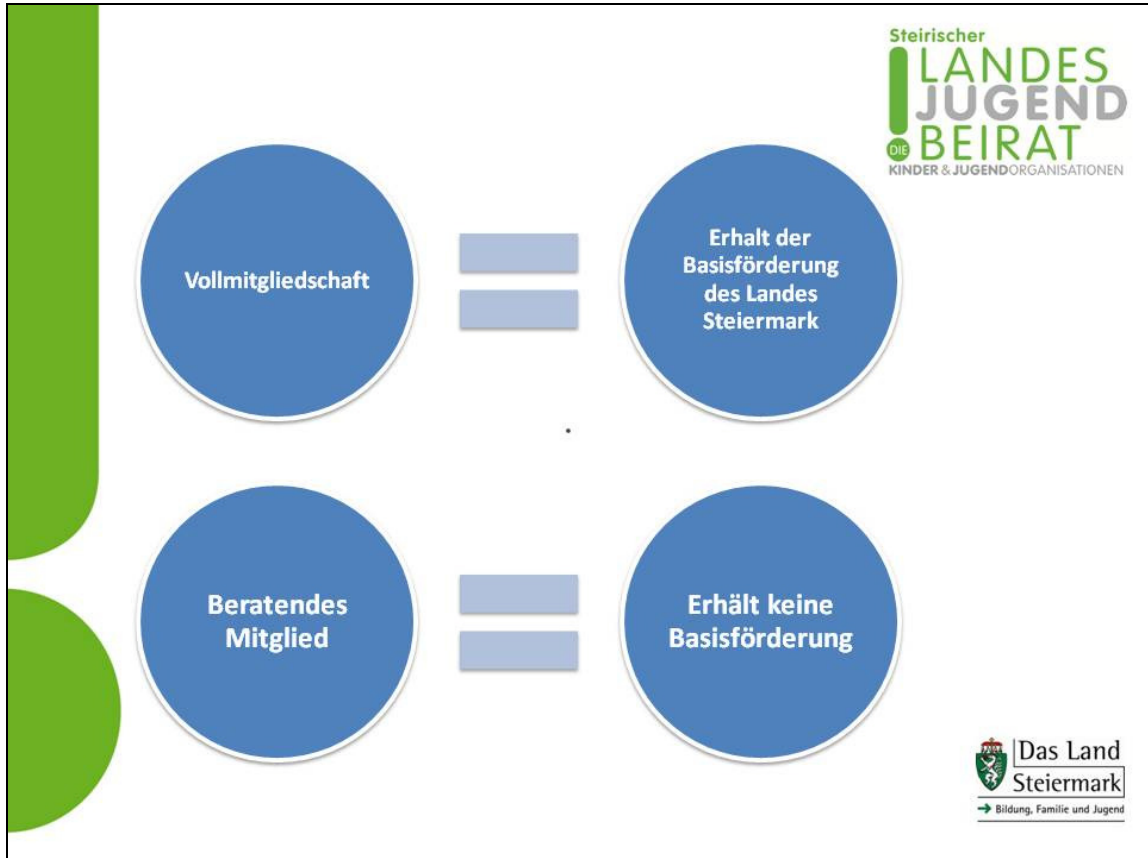 Steirischer
LANDES
JUGEND
DIE BEIRAT
KINDER & JUGENDORGANISATIONEN
Vollmitgliedschaft
Erhalt der
Basisförderung
des Landes
Steiermark
Beratendes
Mitglied
Erhält keine
Basisförderung
Das Land
Steiermark
→ Bildung, Familie und Jugend